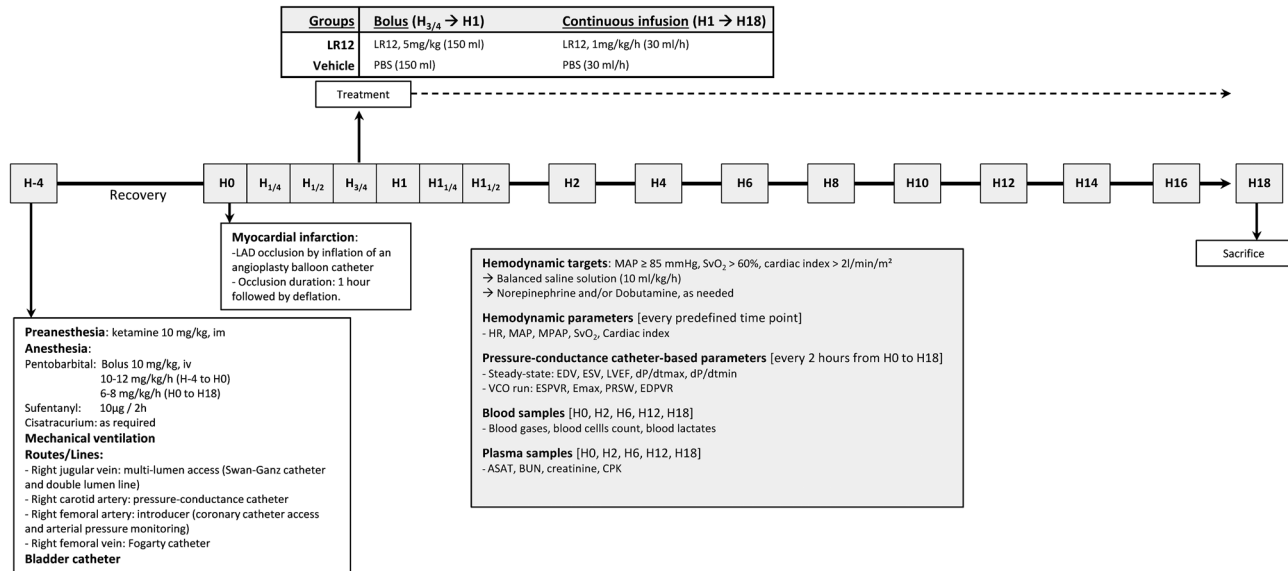 Groups Bolus (H3/4 → H1) Continuous infusion (H1 → H18)
LR12 LR12, 5mg/kg (150 ml) LR12, 1mg/kg/h (30 ml/h)
Vehicle PBS (150 ml) PBS (30 ml/h)
Treatment
H-4 H0 H1/4 H1/2 H3/4 H1 H11/4 H11/2 H2 H4 H6 H8 H10 H12 H14 H16 H18
Recovery
Myocardial infarction:
-LAD occlusion by inflation of an
angioplasty balloon catheter
- Occlusion duration: 1 hour
followed by deflation.
Sacrifice
Hemodynamic targets: MAP ≥ 85 mmHg, SvO2 > 60%, cardiac index > 2l/min/m²
→ Balanced saline solution (10 ml/kg/h)
→ Norepinephrine and/or Dobutamine, as needed
Hemodynamic parameters [every predefined time point]
- HR, MAP, MPAP, SvO2, Cardiac index
Pressure-conductance catheter-based parameters [every 2 hours from H0 to H18]
- Steady-state: EDV, ESV, LVEF, dP/dtmax, dP/dtmin
- VCO run: ESPVR, Emax, PRSW, EDPVR
Blood samples [H0, H2, H6, H12, H18]
- Blood gases, blood cellls count, blood lactates
Plasma samples [H0, H2, H6, H12, H18]
- ASAT, BUN, creatinine, CPK
Preanesthesia: ketamine 10 mg/kg, im
Anesthesia:
Pentobarbital: Bolus 10 mg/kg, iv
10-12 mg/kg/h (H-4 to H0)
6-8 mg/kg/h (H0 to H18)
Sufentanyl: 10µg / 2h
Cisatracurium: as required
Mechanical ventilation
Routes/Lines:
- Right jugular vein: multi-lumen access (Swan-Ganz catheter
and double lumen line)
- Right carotid artery: pressure-conductance catheter
- Right femoral artery: introducer (coronary catheter access
and arterial pressure monitoring)
- Right femoral vein: Fogarty catheter
Bladder catheter